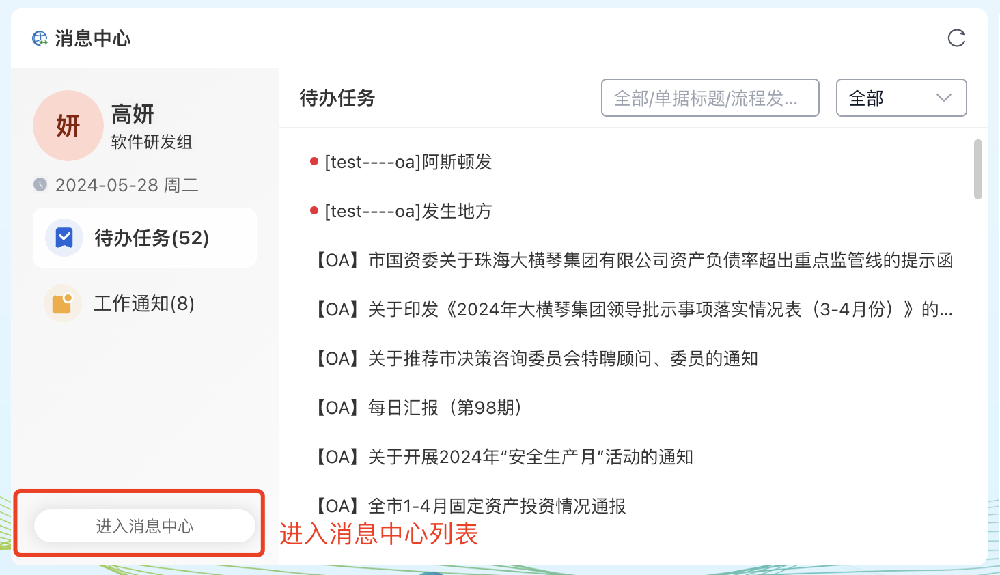 消息中心
妍
高妍
软件研发组
2024-05-28 周二
待办任务(52)
工作通知(8)
进入消息中心
待办任务
全部/单据标题/流程发...
全部
[test----oa]阿斯顿发
[test----oa]发生地方
【OA】市国资委关于珠海大横琴集团有限公司资产负债率超出重点监管线的提示函
【OA】关于印发《2024年大横琴集团领导批示事项落实情况表（3-4月份）》的...
【OA】关于推荐市决策咨询委员会特聘顾问、委员的通知
【OA】每日汇报（第98期）
【OA】关于开展2024年“安全生产月”活动的通知
【OA】全市1-4月固定资产投资情况通报
进入消息中心列表